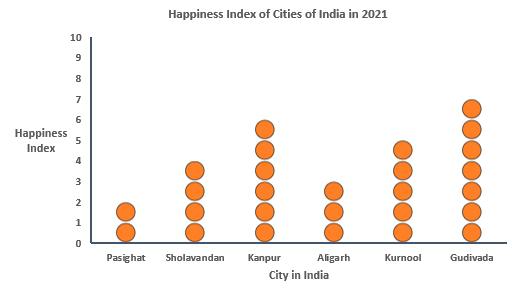 Happiness Index of Cities of India in 2021
10
9
8
7
6
5
4
3
2
1
0
Happiness
Index
Pasighat Sholavandan Kanpur Aligarh Kurnool Gudivada
City in India